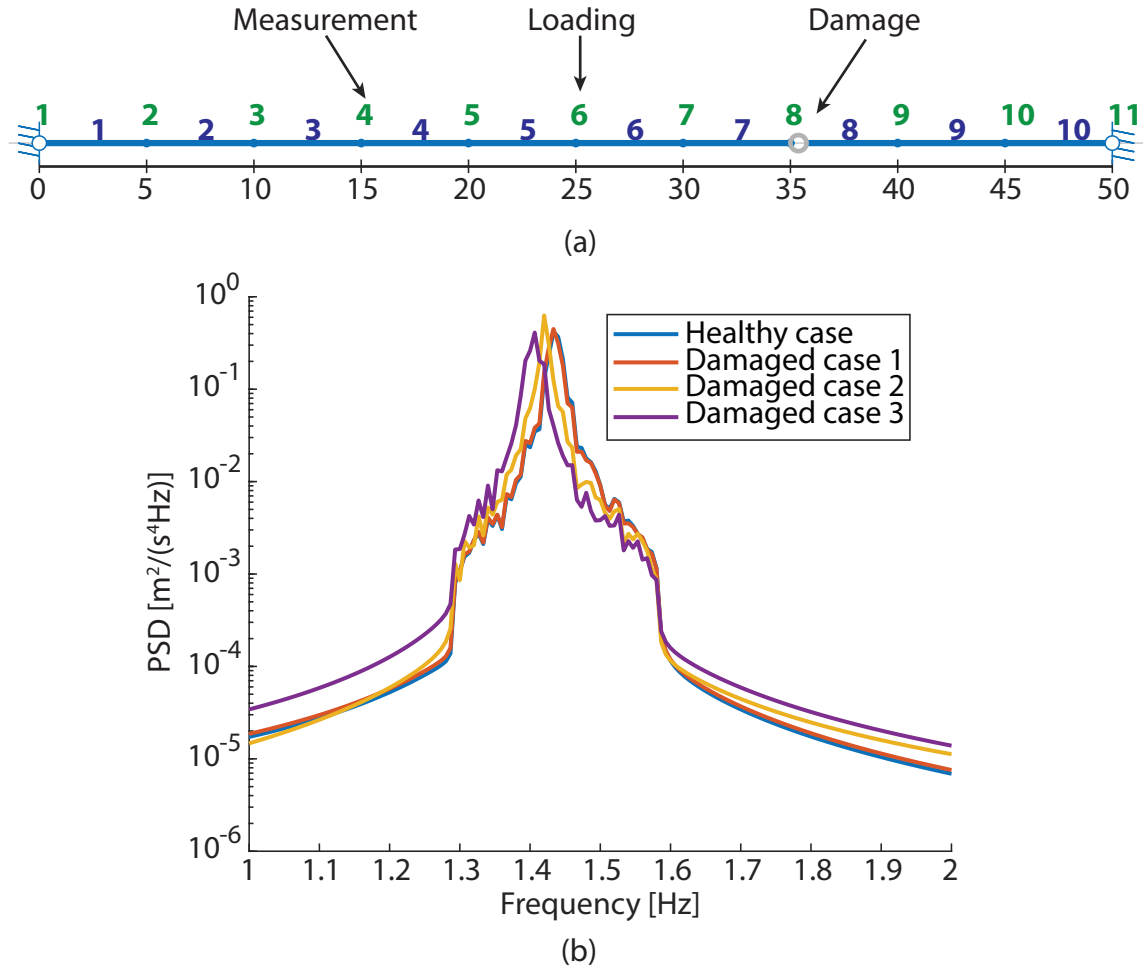 Measurement Loading Damage
1 2 3 4 5 6 7 8 9 10 11
1 2 3 4 5 6 7 8 9 10
0 5 10 15 20 25 30 35 40 45 50
(a)
10^0
10^-1
10^-2
10^-3
10^-4
10^-5
10^-6
PSD [m²/(s⁴Hz)]
Healthy case
Damaged case 1
Damaged case 2
Damaged case 3
1 1.1 1.2 1.3 1.4 1.5 1.6 1.7 1.8 1.9 2
Frequency [Hz]
(b)